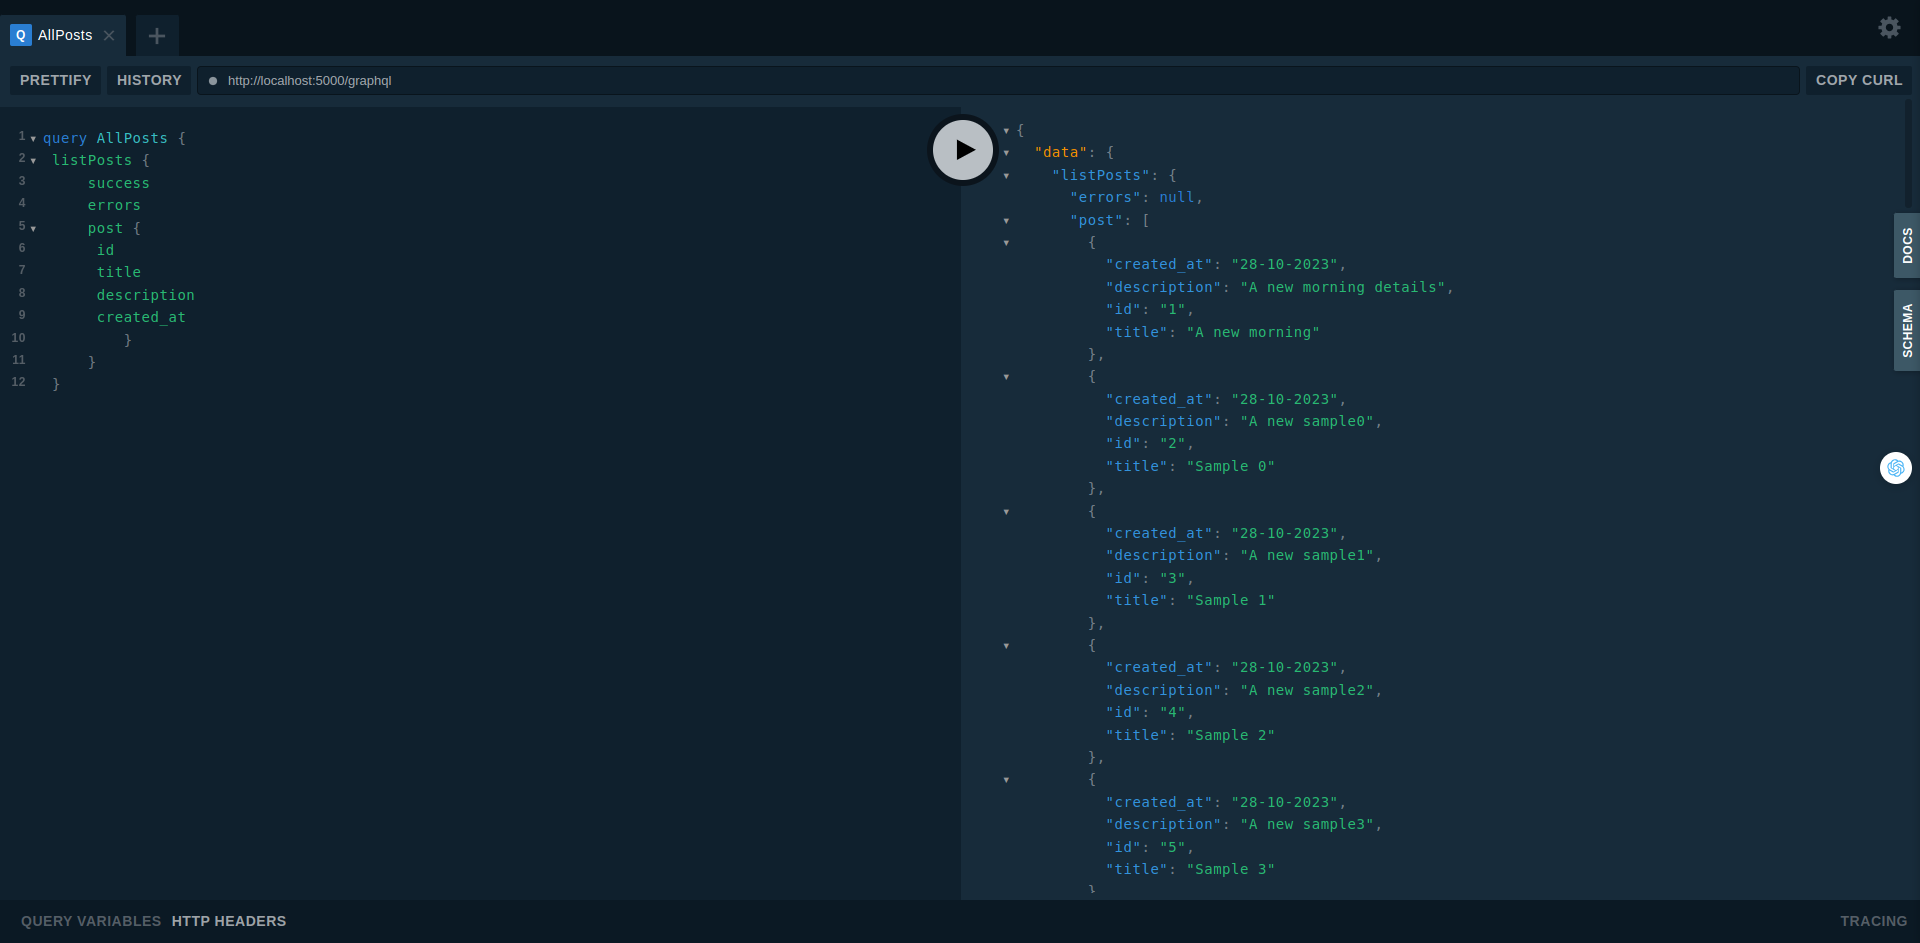 Q AllPosts
PRETTIFY HISTORY http://localhost:5000/graphql COPY CURL
1 query AllPosts {
2 listPosts {
3 success
4 errors
5 post {
6 id
7 title
8 description
9 created_at
10 }
11 }
12 }
{
"data": {
"listPosts": {
"errors": null,
"post": [
{
"created_at": "28-10-2023",
"description": "A new morning details",
"id": "1",
"title": "A new morning"
},
{
"created_at": "28-10-2023",
"description": "A new sample0",
"id": "2",
"title": "Sample 0"
},
{
"created_at": "28-10-2023",
"description": "A new sample1",
"id": "3",
"title": "Sample 1"
},
{
"created_at": "28-10-2023",
"description": "A new sample2",
"id": "4",
"title": "Sample 2"
},
{
"created_at": "28-10-2023",
"description": "A new sample3",
"id": "5",
"title": "Sample 3"
}
DOCS
SCHEMA
QUERY VARIABLES HTTP HEADERS TRACING